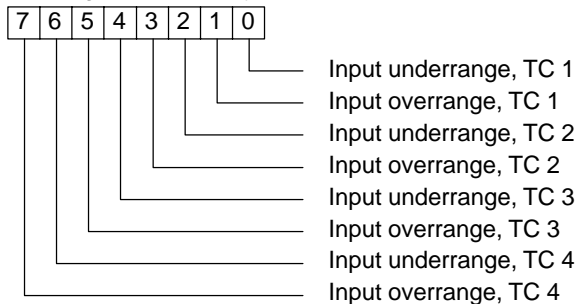 7 6 5 4 3 2 1 0
Input underrange, TC 1
Input overrange, TC 1
Input underrange, TC 2
Input overrange, TC 2
Input underrange, TC 3
Input overrange, TC 3
Input underrange, TC 4
Input overrange, TC 4